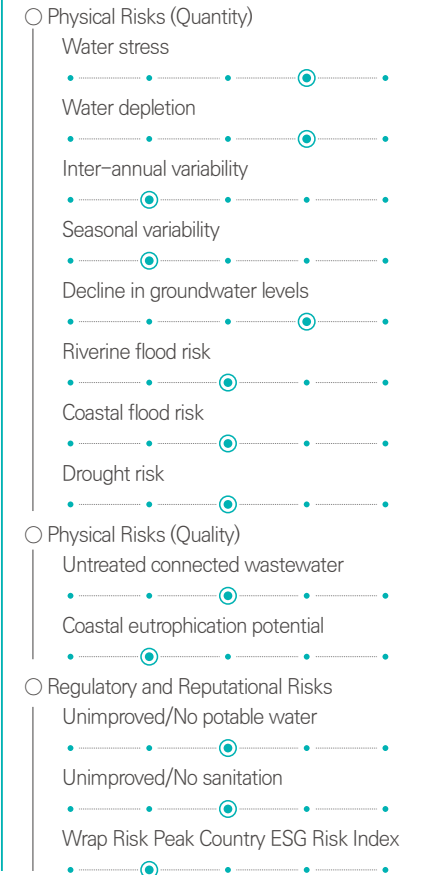 Physical Risks (Quantity)
Water stress
Water depletion
Inter-annual variability
Seasonal variability
Decline in groundwater levels
Riverine flood risk
Coastal flood risk
Drought risk
Physical Risks (Quality)
Untreated connected wastewater
Coastal eutrophication potential
Regulatory and Reputational Risks
Unimproved/No potable water
Unimproved/No sanitation
Wrap Risk Peak Country ESG Risk Index